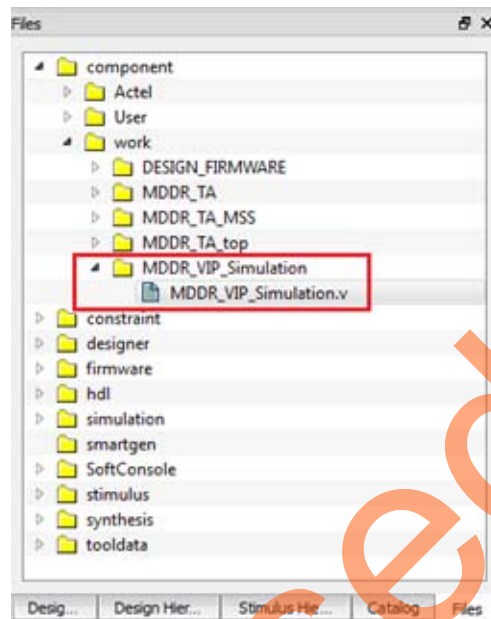 Files
component
Actel
User
work
DESIGN_FIRMWARE
MDDR_TA
MDDR_TA_MSS
MDDR_TA_top
MDDR_VIP_Simulation
MDDR_VIP_Simulation.v
constraint
designer
firmware
hdl
simulation
smartgen
SoftConsole
stimulus
synthesis
tooldata
Desig... Design Hier... Stimulus Hie... Catalog Files